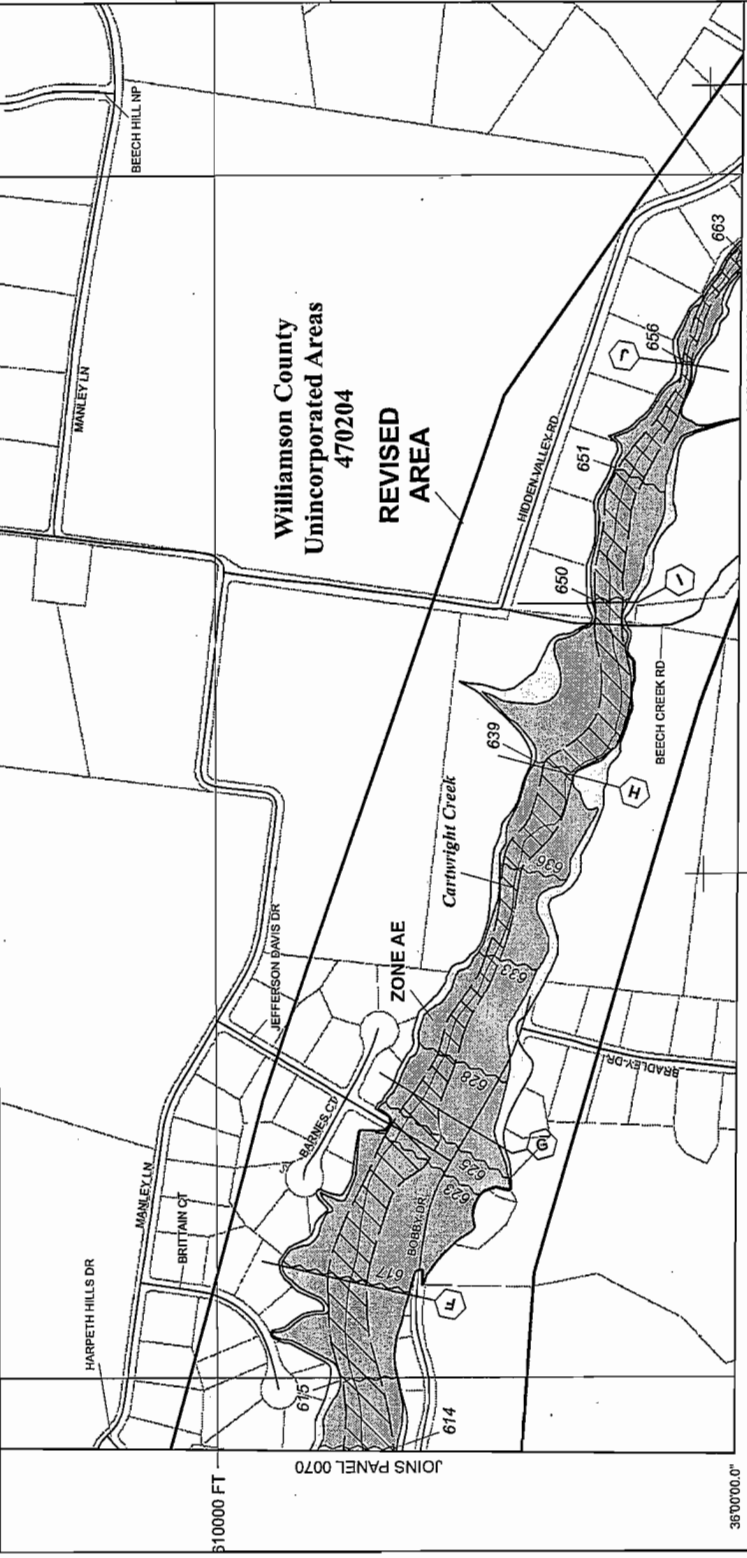 BEECH HILL NP
MANLEY LN
Williamson County
Unincorporated Areas
470204
REVISED
AREA
HIDDEN VALLEY RD
663
J
656
651
650
I
BEECH CREEK RD
639
H
Cartwright Creek
636
JEFFERSON DAVIS DR
ZONE AE
633
BARNES CT
628
BRADLEY DR
G
625
623
MANLEY LN
BRITTAIN CT
BOBBY DR
617
F
HARPETH HILLS DR
615
614
JOINS PANEL 0070
610000 FT
36°00'00.0"